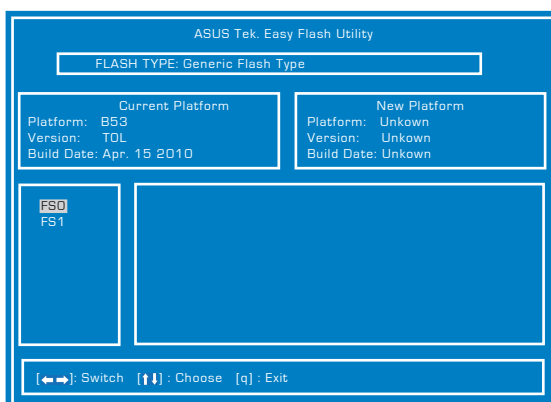 ASUS Tek. Easy Flash Utility
FLASH TYPE: Generic Flash Type
Current Platform
Platform: B53
Version: TOL
Build Date: Apr. 15 2010
New Platform
Platform: Unkown
Version: Unkown
Build Date: Unkown
FS0
FS1
[←→]: Switch [↑↓] : Choose [q] : Exit